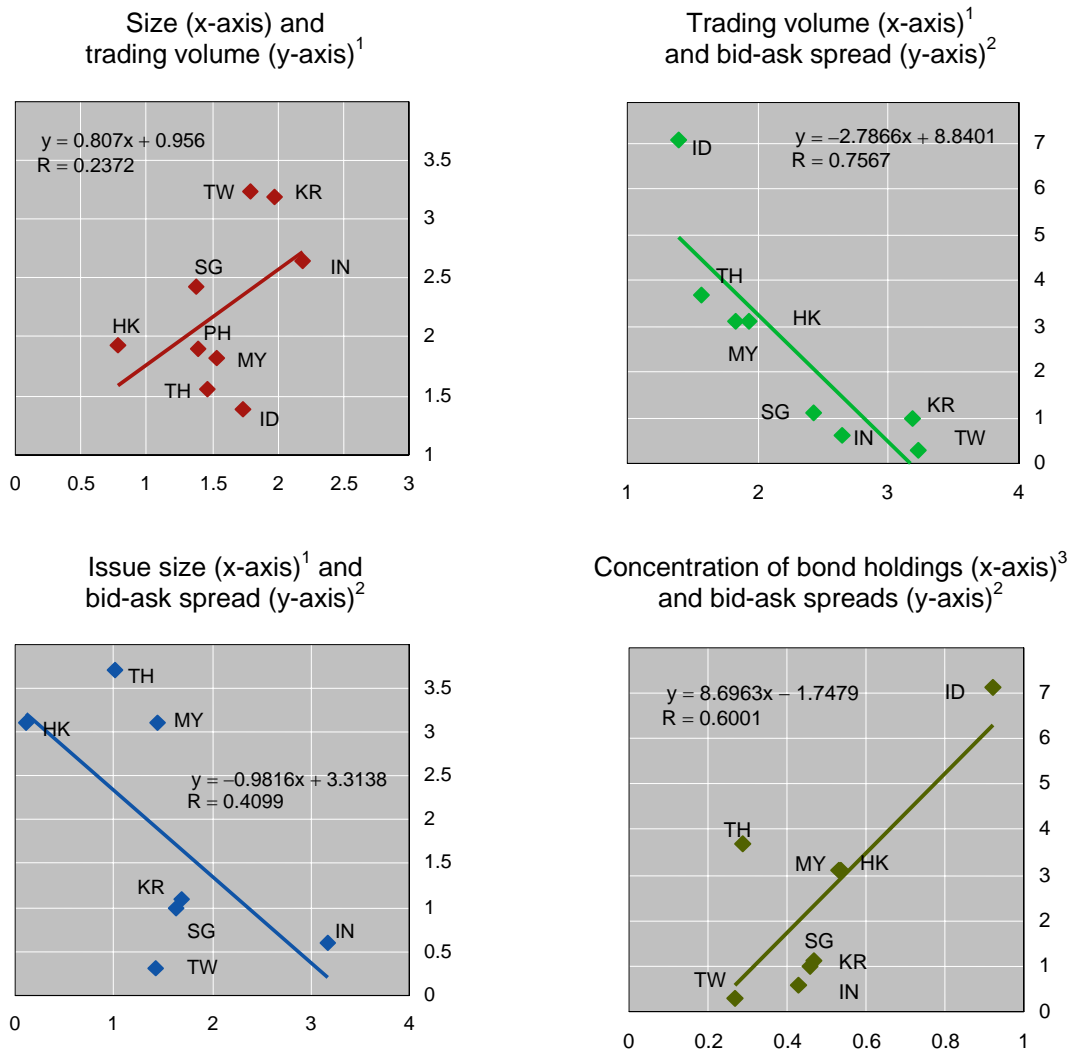 Size (x-axis) and
trading volume (y-axis)¹
y = 0.807x + 0.956
R = 0.2372
TW
KR
SG
IN
HK
PH
MY
TH
ID
3.5
3
2.5
2
1.5
1
0
0.5
1
1.5
2
2.5
3
Trading volume (x-axis)¹
and bid-ask spread (y-axis)²
y = −2.7866x + 8.8401
R = 0.7567
ID
TH
HK
MY
SG
IN
KR
TW
7
6
5
4
3
2
1
0
1
2
3
4
Issue size (x-axis)¹ and
bid-ask spread (y-axis)²
TH
HK
MY
y = −0.9816x + 3.3138
R = 0.4099
KR
SG
IN
TW
3.5
3
2.5
2
1.5
1
0.5
0
0
1
2
3
4
Concentration of bond holdings (x-axis)³
and bid-ask spreads (y-axis)²
y = 8.6963x − 1.7479
R = 0.6001
ID
TH
MY
HK
SG
KR
TW
IN
7
6
5
4
3
2
1
0
0
0.2
0.4
0.6
0.8
1